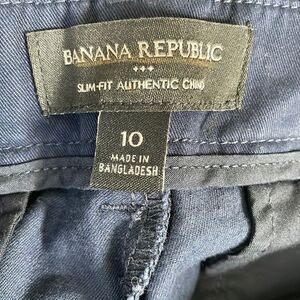 BANANA REPUBLIC
SLIM-FIT AUTHENTIC CHINO
10
MADE IN
BANGLADESH